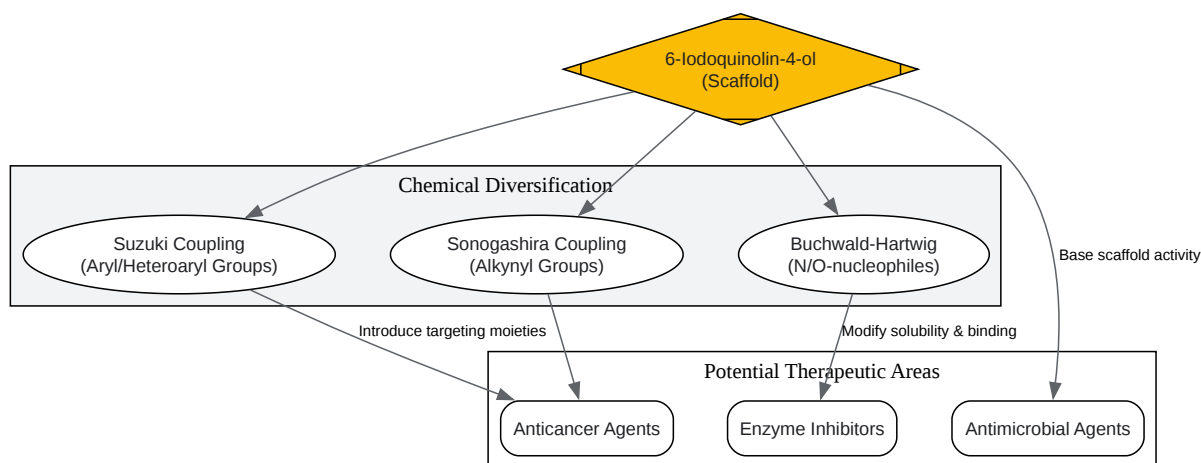 6-Iodoquinolin-4-ol
(Scaffold)
Chemical Diversification
Suzuki Coupling
(Aryl/Heteroaryl Groups)
Sonogashira Coupling
(Alkynyl Groups)
Buchwald-Hartwig
(N/O-nucleophiles)
Base scaffold activity
Introduce targeting moieties
Modify solubility & binding
Potential Therapeutic Areas
Anticancer Agents
Enzyme Inhibitors
Antimicrobial Agents